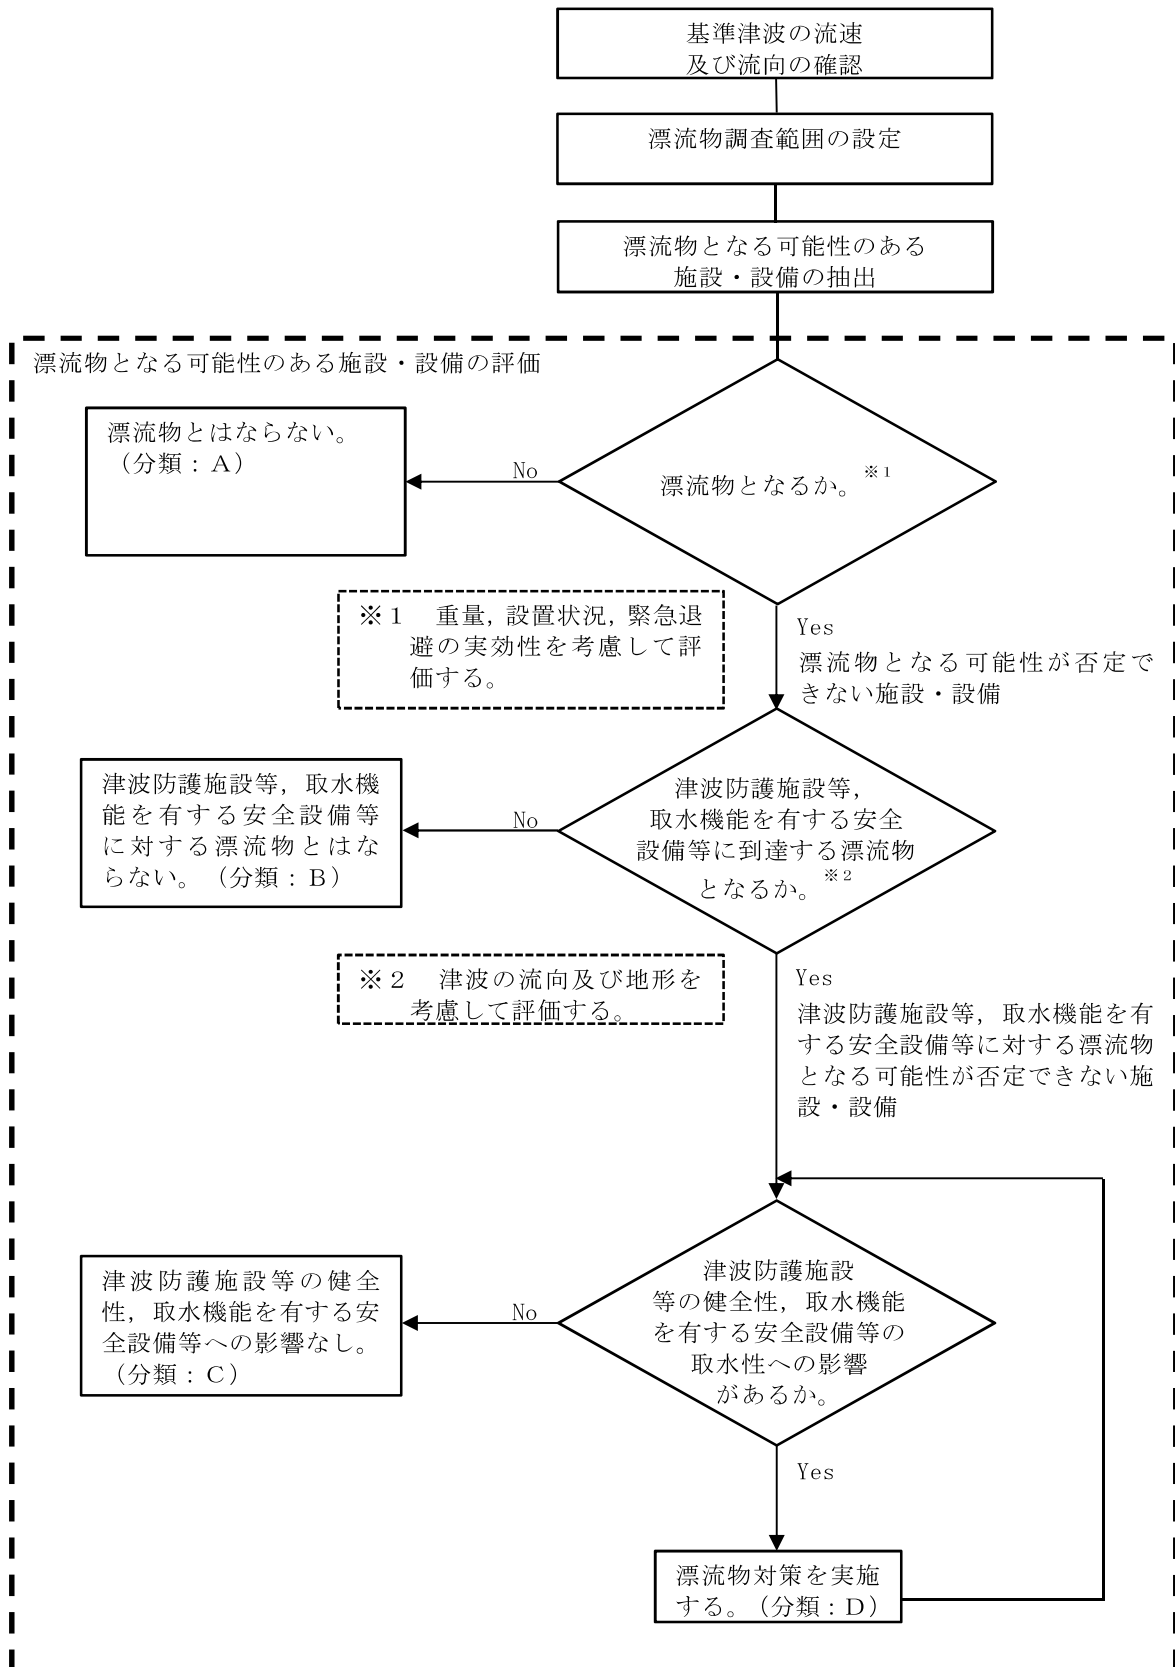 基準津波の流速
及び流向の確認
漂流物調査範囲の設定
漂流物となる可能性のある
施設・設備の抽出
漂流物となる可能性のある施設・設備の評価
漂流物とはならない。
（分類：Ａ）
No
漂流物となるか。※１
※１　重量，設置状況，緊急退
避の実効性を考慮して評
価する。
Yes
漂流物となる可能性が否定で
きない施設・設備
津波防護施設等，取水機
能を有する安全設備等
に対する漂流物とはな
らない。（分類：Ｂ）
No
津波防護施設等，
取水機能を有する安全
設備等に到達する漂流物
となるか。※２
※２　津波の流向及び地形を
考慮して評価する。
Yes
津波防護施設等，取水機能を有
する安全設備等に対する漂流物
となる可能性が否定できない施
設・設備
津波防護施設等の健全
性，取水機能を有する安
全設備等への影響なし。
（分類：Ｃ）
No
津波防護施設
等の健全性，取水機能
を有する安全設備等の
取水性への影響
があるか。
Yes
漂流物対策を実施
する。（分類：Ｄ）